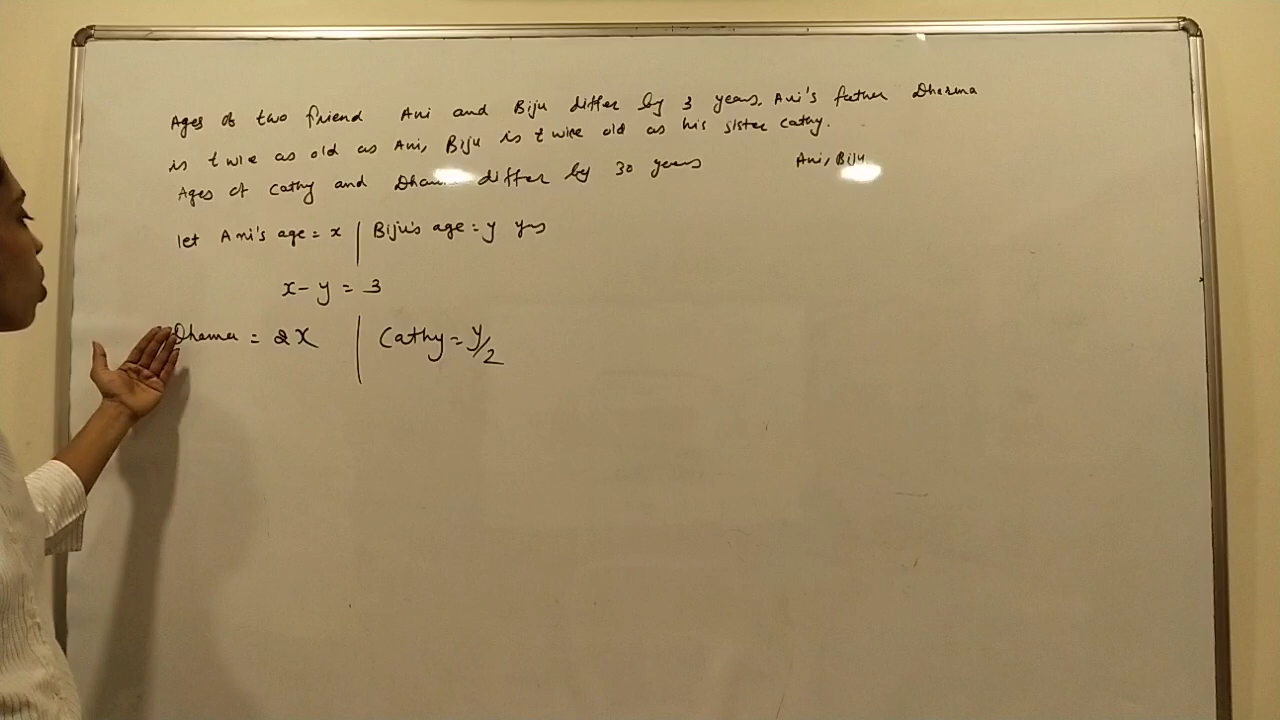 Ages of two friend Ani and Biju differ by 3 years. Ani's father Dharma
is twie as old as Ani, Biju is twice old as his sister Cathy.
Ages of Cathy and differ by 30 years Ani, Biju
let Ani's age = x | Biju's age = y yrs
x - y = 3
Dhama = 2x | Cathy = y/2